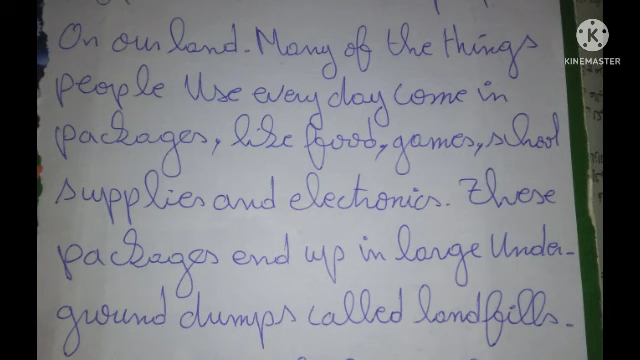 On our land. Many of the things
KINEMASTER
people Use every day come in
packages, like food, games, school
supplies and electronics. These
packages end up in large Under-
ground dumps called landfills.